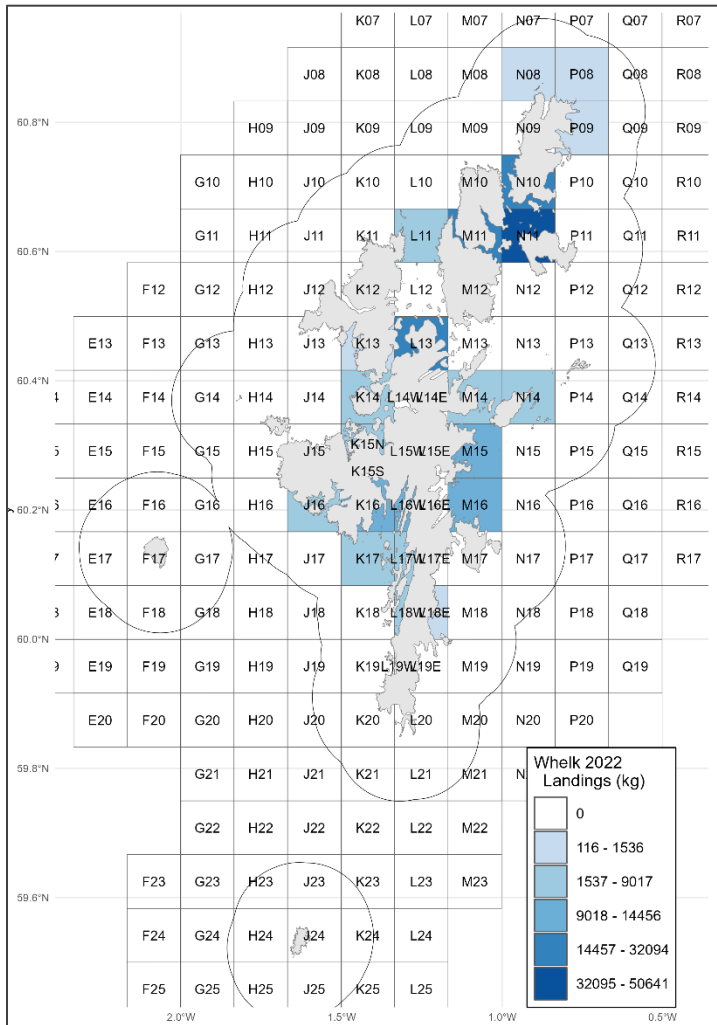 K07 L07 M07 N07 P07 Q07 R07
J08 K08 L08 M08 N08 P08 Q08 R08
60.8°N
H09 J09 K09 L09 M09 N09 P09 Q09 R09
G10 H10 J10 K10 L10 M10 N10 P10 Q10 R10
G11 H11 J11 K11 L11 M11 N11 P11 Q11 R11
60.6°N
F12 G12 H12 J12 K12 L12 M12 N12 P12 Q12 R12
E13 F13 G13 H13 J13 K13 L13 M13 N13 P13 Q13 R13
60.4°N
4 E14 F14 G14 H14 J14 K14 L14W L14E M14 N14 P14 Q14 R14
5 E15 F15 G15 H15 J15 K15N L15W L15E M15 N15 P15 Q15 R15
K15S
6 E16 F16 G16 H16 J16 K16 L16W L16E M16 N16 P16 Q16 R16
60.2°N
y
7 E17 F17 G17 H17 J17 K17 L17W L17E M17 N17 P17 Q17 R17
8 E18 F18 G18 H18 J18 K18 L18W L18E M18 N18 P18 Q18
60.0°N
9 E19 F19 G19 H19 J19 K19 L19W L19E M19 N19 P19 Q19
E20 F20 G20 H20 J20 K20 L20 M20 N20 P20
59.8°N
G21 H21 J21 K21 L21 M21
G22 H22 J22 K22 L22 M22
F23 G23 H23 J23 K23 L23 M23
59.6°N
F24 G24 H24 J24 K24 L24
F25 G25 H25 J25 K25 L25
2.0°W 1.5°W 1.0°W 0.5°W
Whelk 2022
Landings (kg)
0
116 - 1536
1537 - 9017
9018 - 14456
14457 - 32094
32095 - 50641